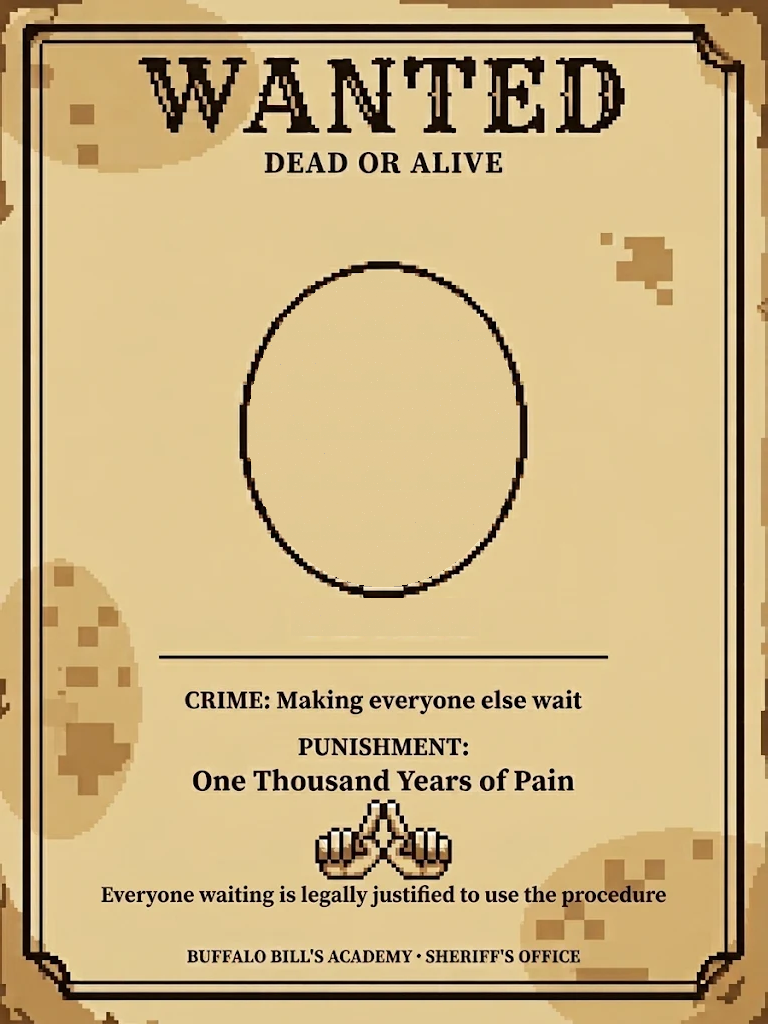 WANTED
DEAD OR ALIVE
CRIME: Making everyone else wait
PUNISHMENT:
One Thousand Years of Pain
Everyone waiting is legally justified to use the procedure
BUFFALO BILL'S ACADEMY • SHERIFF'S OFFICE